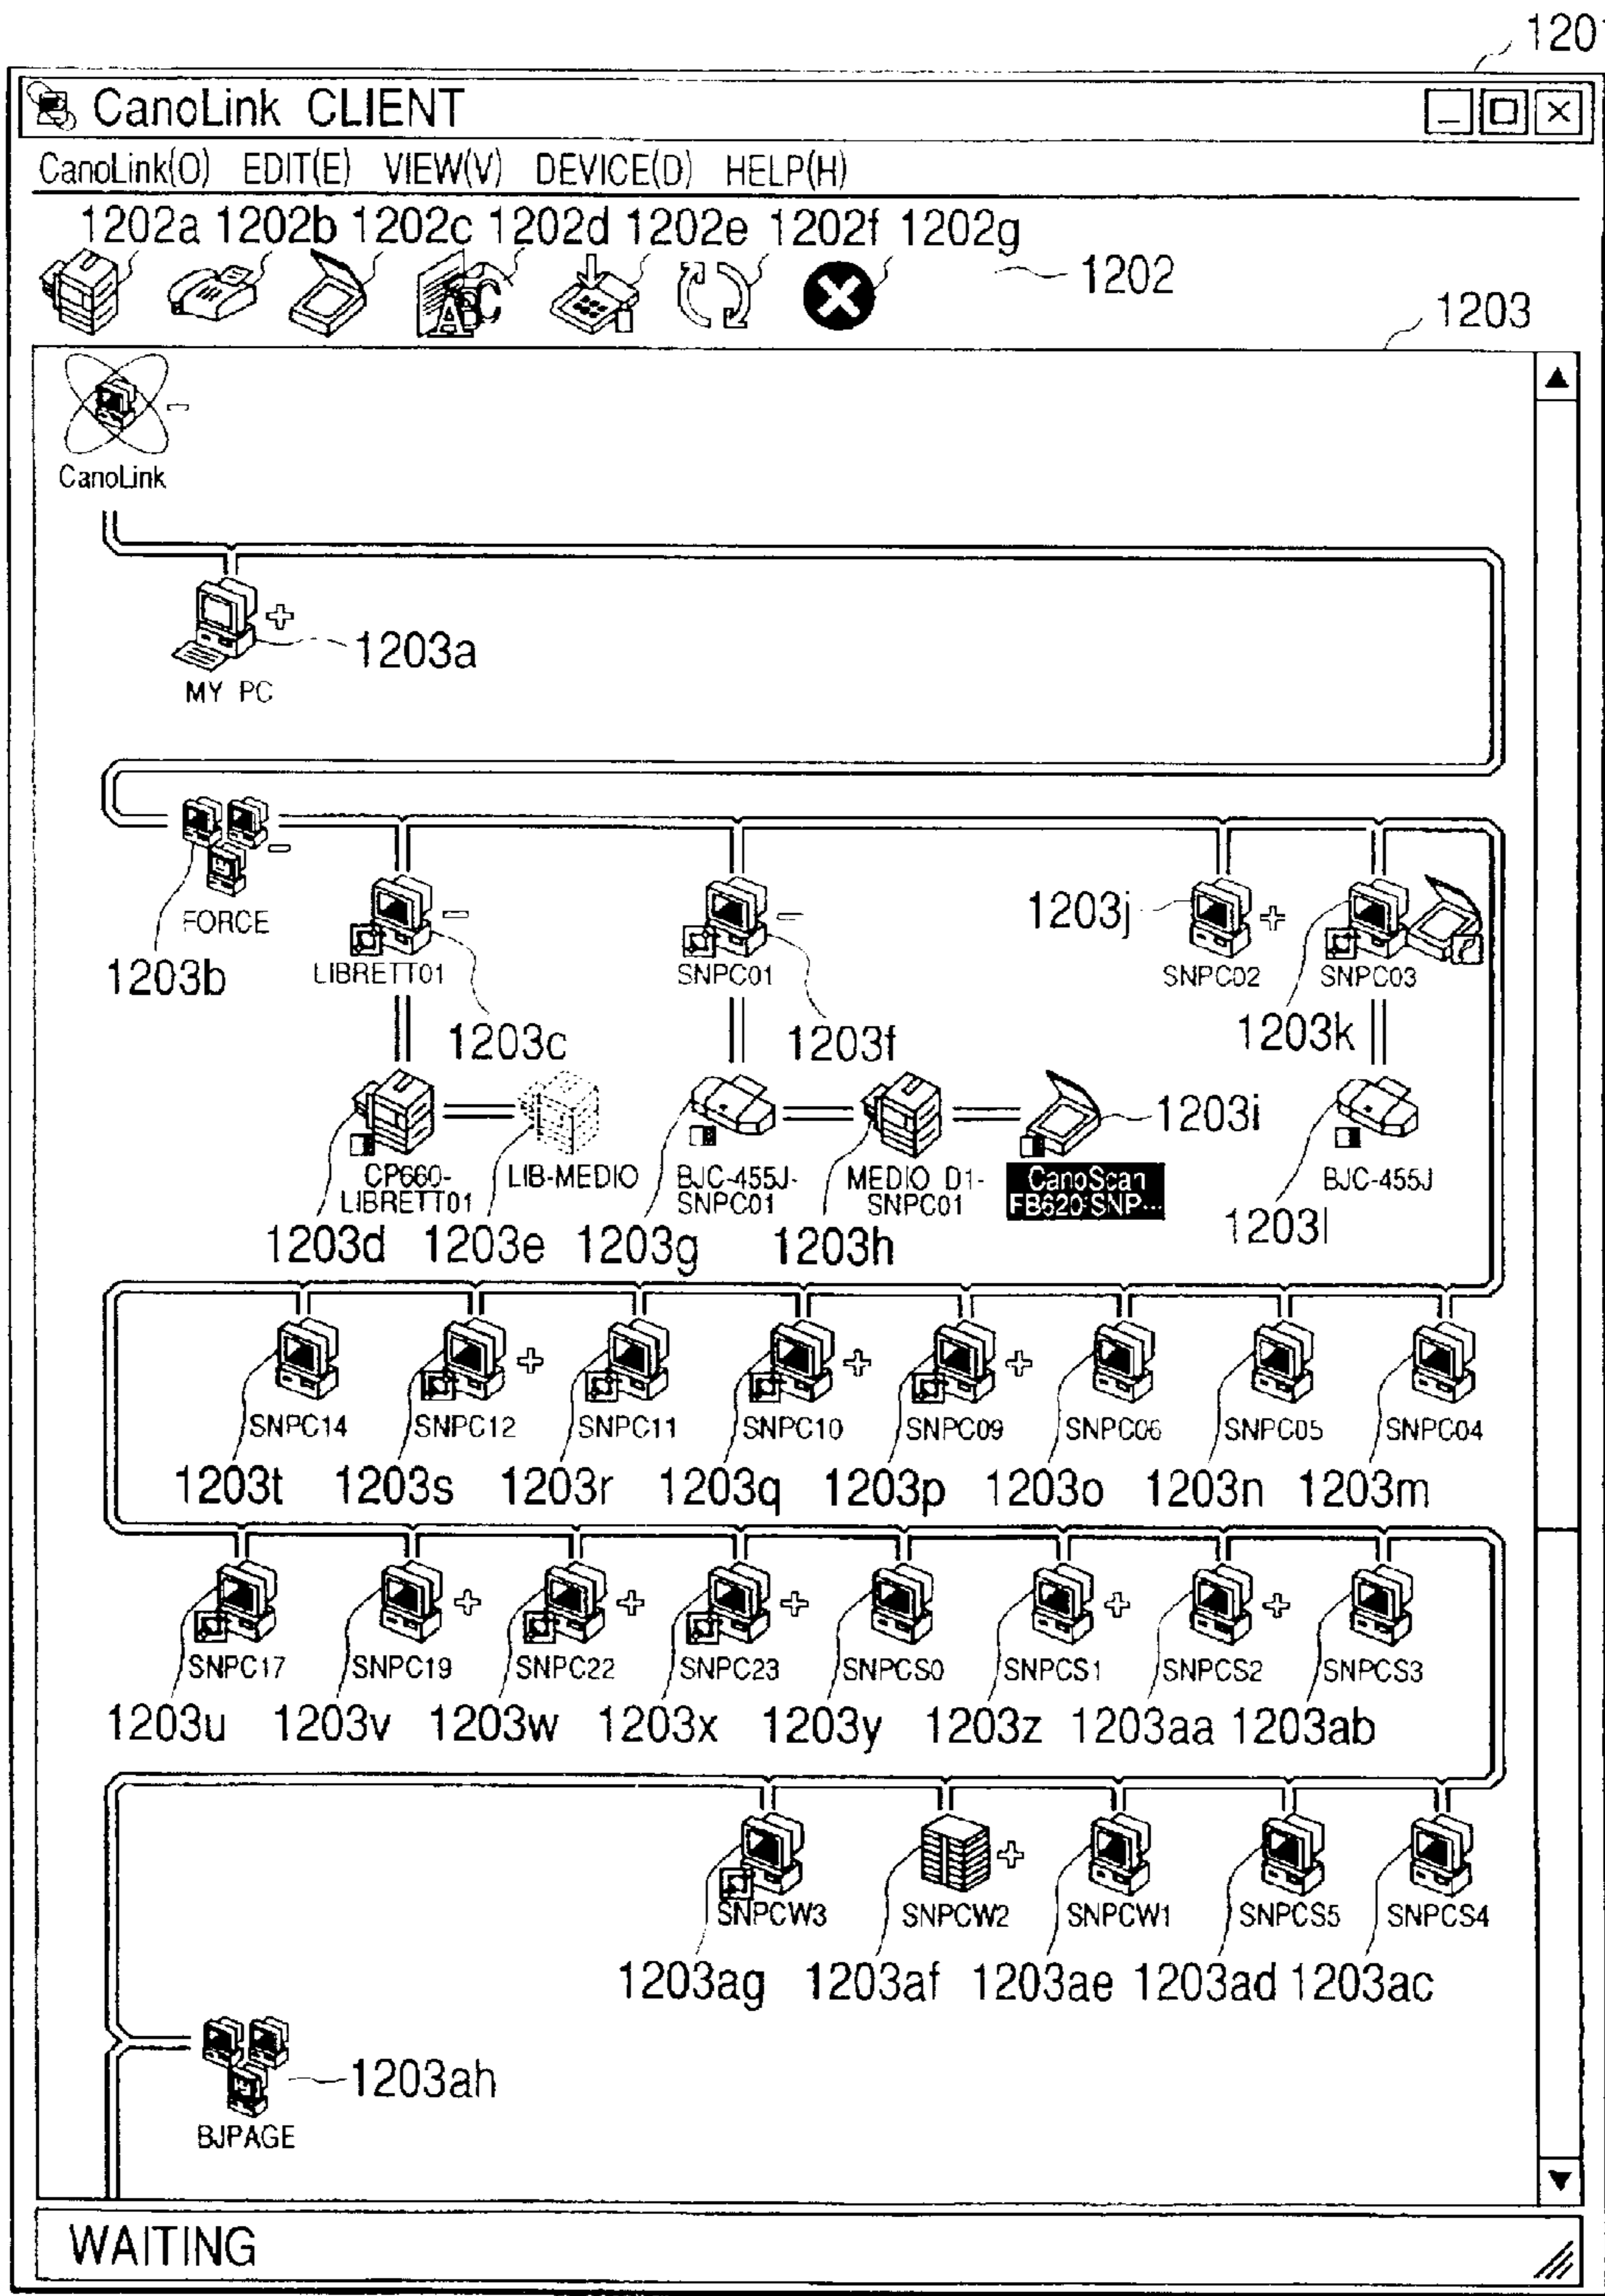 1201
CanoLink CLIENT
CanoLink(O) EDIT(E) VIEW(V) DEVICE(D) HELP(H)
1202a 1202b 1202c 1202d 1202e 1202f 1202g
1202
1203
CanoLink
1203a
MY PC
FORCE
1203b
LIBRETT01
SNPC01
1203j
SNPC02
SNPC03
1203c
1203f
1203k
1203i
CP660-LIBRETT01
LIB-MEDIO
BJC-455J-SNPC01
MEDIO D1-SNPC01
CanoScan FB620:SNP...
BJC-455J
1203d 1203e 1203g 1203h 1203l
SNPC14 SNPC12 SNPC11 SNPC10 SNPC09 SNPC06 SNPC05 SNPC04
1203t 1203s 1203r 1203q 1203p 1203o 1203n 1203m
SNPC17 SNPC19 SNPC22 SNPC23 SNPCS0 SNPCS1 SNPCS2 SNPCS3
1203u 1203v 1203w 1203x 1203y 1203z 1203aa 1203ab
SNPCW3 SNPCW2 SNPCW1 SNPCS5 SNPCS4
1203ag 1203af 1203ae 1203ad 1203ac
1203ah
BJPAGE
WAITING